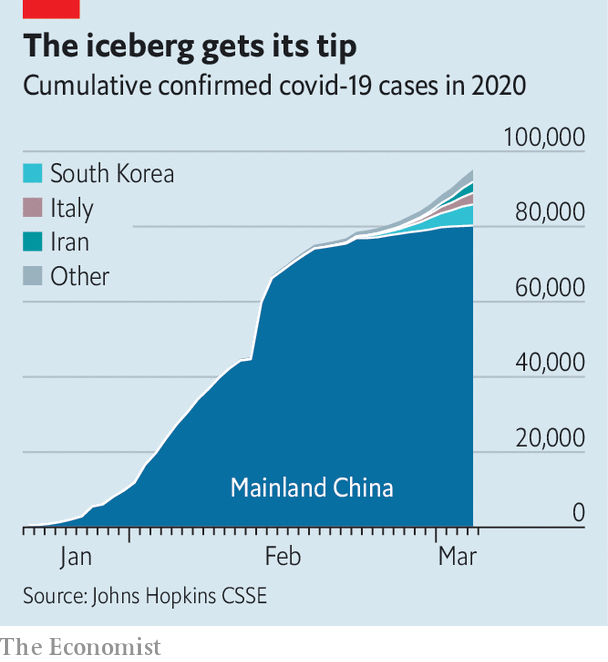 The iceberg gets its tip
Cumulative confirmed covid-19 cases in 2020
100,000
South Korea
Italy
80,000
Iran
Other
60,000
40,000
20,000
Mainland China
0
Jan Feb Mar
Source: Johns Hopkins CSSE
The Economist